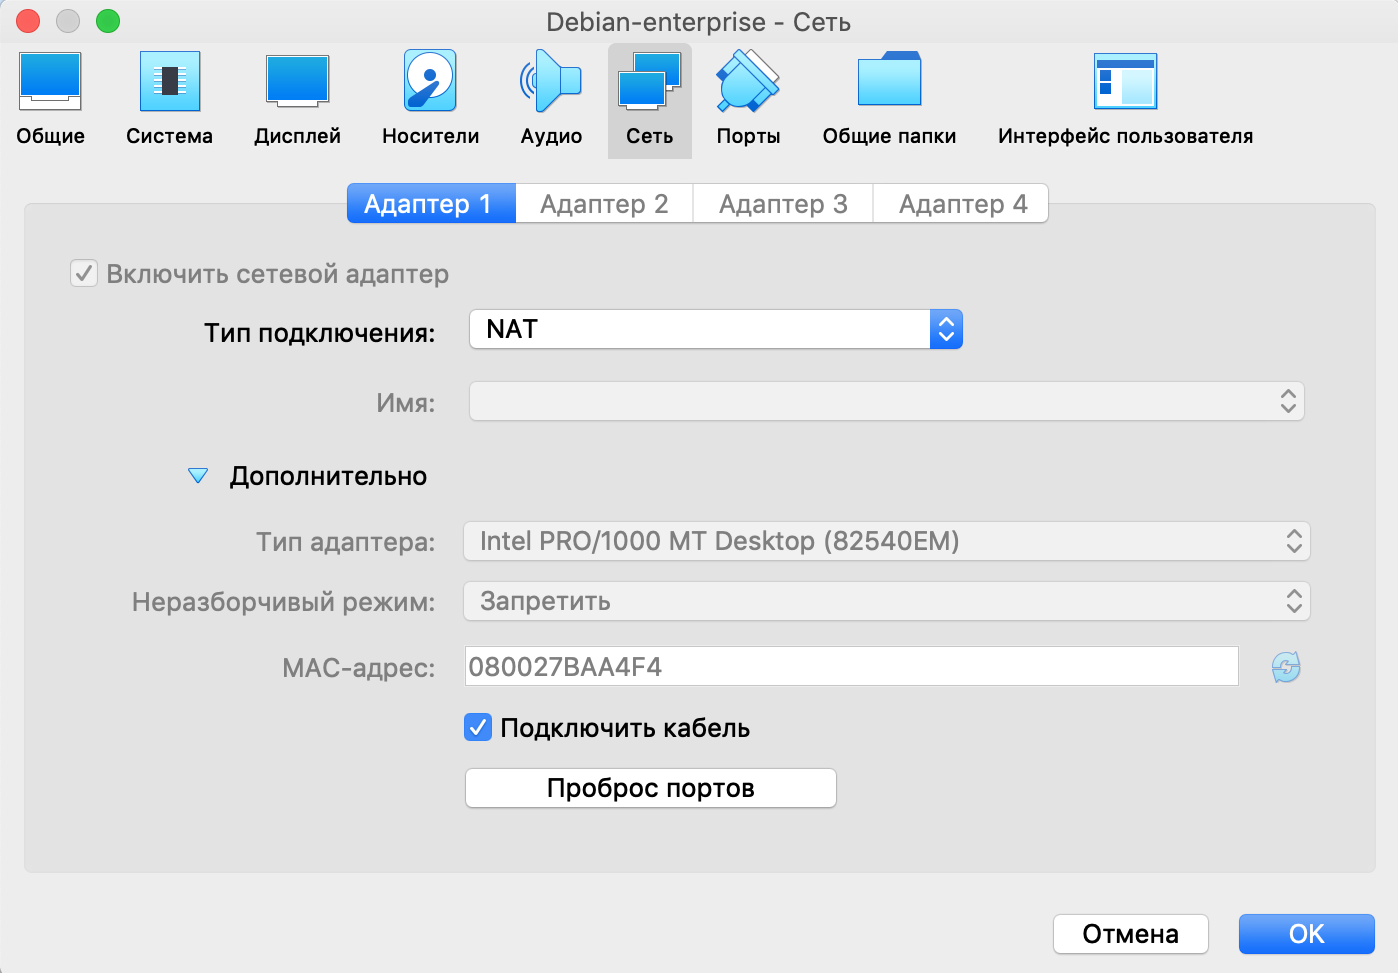 Debian-enterprise - Сеть
Общие Система Дисплей Носители Аудио Сеть Порты Общие папки Интерфейс пользователя
Адаптер 1 Адаптер 2 Адаптер 3 Адаптер 4
Включить сетевой адаптер
Тип подключения: NAT
Имя:
Дополнительно
Тип адаптера: Intel PRO/1000 MT Desktop (82540EM)
Неразборчивый режим: Запретить
MAC-адрес: 080027BAA4F4
Подключить кабель
Проброс портов
Отмена OK